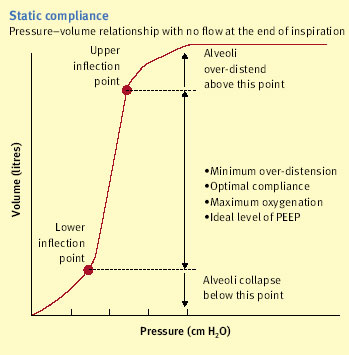 Static compliance
Pressure–volume relationship with no flow at the end of inspiration
Upper
inflection
point
Alveoli
over-distend
above this point
Volume (litres)
•Minimum over-distension
•Optimal compliance
•Maximum oxygenation
•Ideal level of PEEP
Lower
inflection
point
Alveoli collapse
below this point
Pressure (cm H₂O)